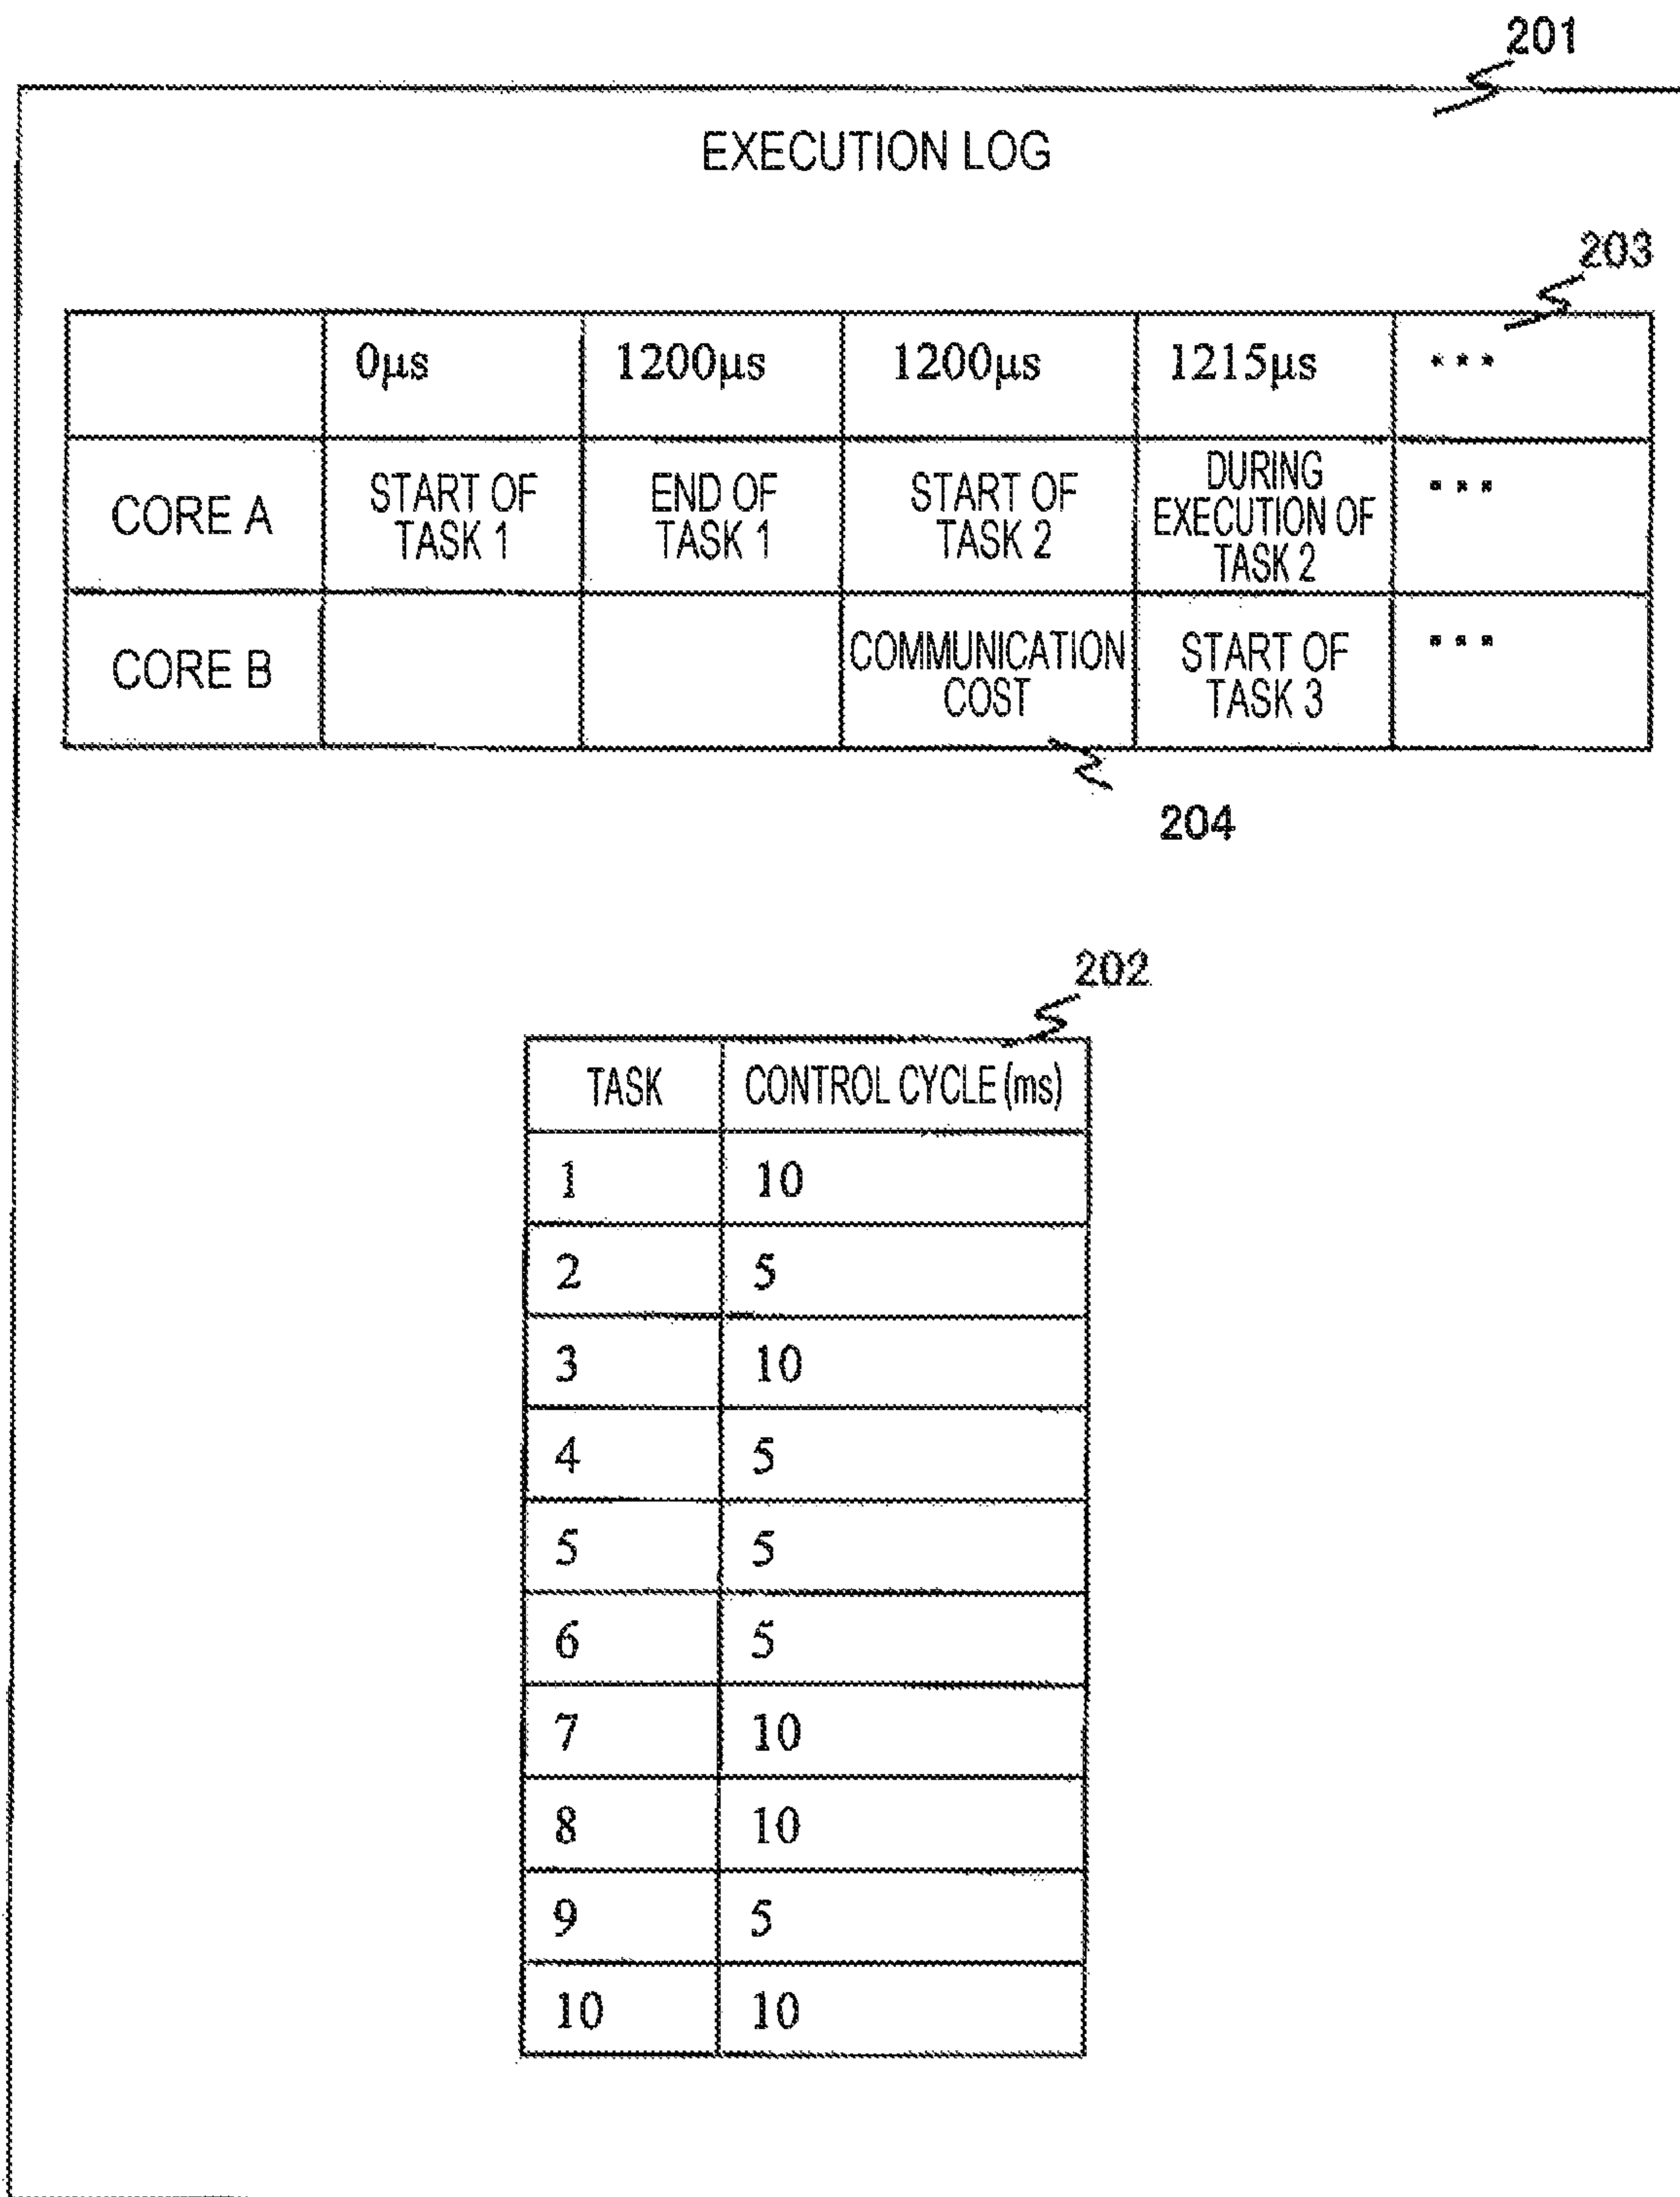 201
EXECUTION LOG
203
0μs 1200μs 1200μs 1215μs ...
CORE A
START OF
TASK 1
END OF
TASK 1
START OF
TASK 2
DURING
EXECUTION OF
TASK 2
...
CORE B
COMMUNICATION
COST
START OF
TASK 3
...
204
202
TASK CONTROL CYCLE (ms)
1 10
2 5
3 10
4 5
5 5
6 5
7 10
8 10
9 5
10 10